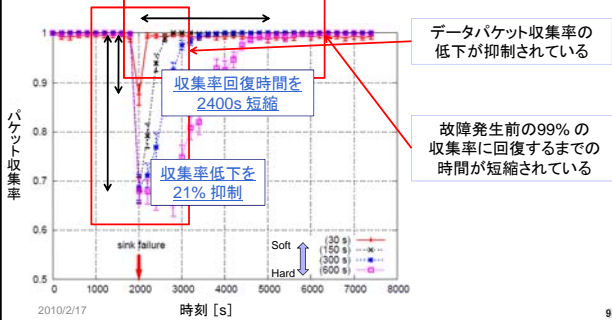 データパケット収集率の
低下が抑制されている
収集率回復時間を
2400s 短縮
故障発生前の99% の
収集率に回復するまでの
時間が短縮されている
収集率低下を
21% 抑制
パケット収集率
1
0.9
0.8
0.7
0.6
0.5
sink failure
Soft
Hard
(30 s)
(150 s)
(300 s)
(600 s)
0 1000 2000 3000 4000 5000 6000 7000 8000
時刻 [s]
2010/2/17
9